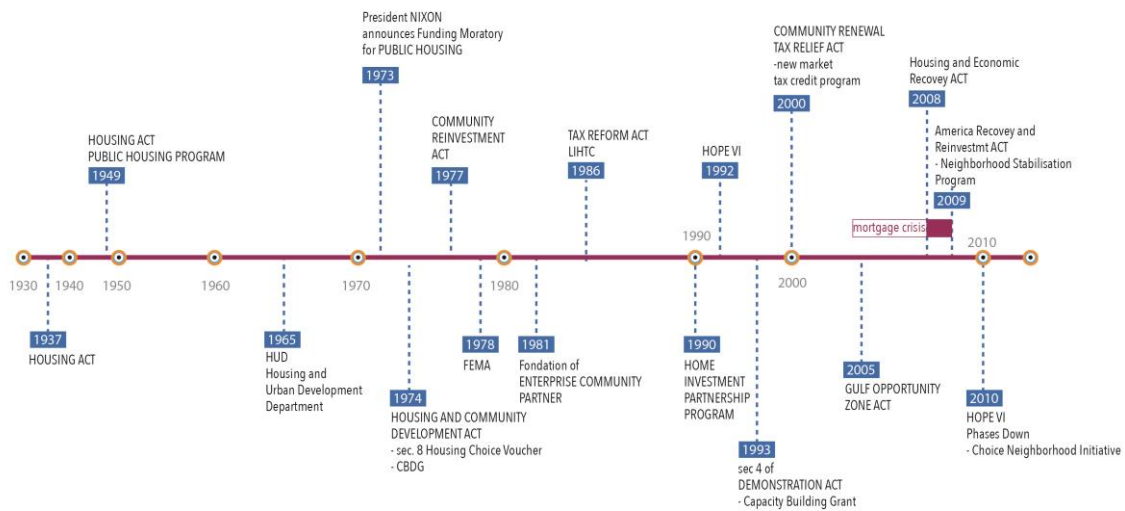 President NIXON
announces Funding Moratory
for PUBLIC HOUSING
1973
COMMUNITY RENEWAL
TAX RELIEF ACT
-new market
tax credit program
2000
Housing and Economic
Recovey ACT
2008
HOUSING ACT
PUBLIC HOUSING PROGRAM
1949
COMMUNITY
REINVESTMENT
ACT
1977
TAX REFORM ACT
LIHTC
1986
HOPE VI
1992
America Recovey and
Reinvestmt ACT
- Neighborhood Stabilisation
Program
2009
mortgage crisis
1930
1940
1950
1960
1970
1980
1990
2000
2010
1937
HOUSING ACT
1965
HUD
Housing and
Urban Development
Department
1974
HOUSING AND COMMUNITY
DEVELOPMENT ACT
- sec. 8 Housing Choice Voucher
- CBDG
1978
FEMA
1981
Fondation of
ENTERPRISE COMMUNITY
PARTNER
1990
HOME
INVESTMENT
PARTNERSHIP
PROGRAM
1993
sec 4 of
DEMONSTRATION ACT
- Capacity Building Grant
2005
GULF OPPORTUNITY
ZONE ACT
2010
HOPE VI
Phases Down
- Choice Neighborhood Initiative